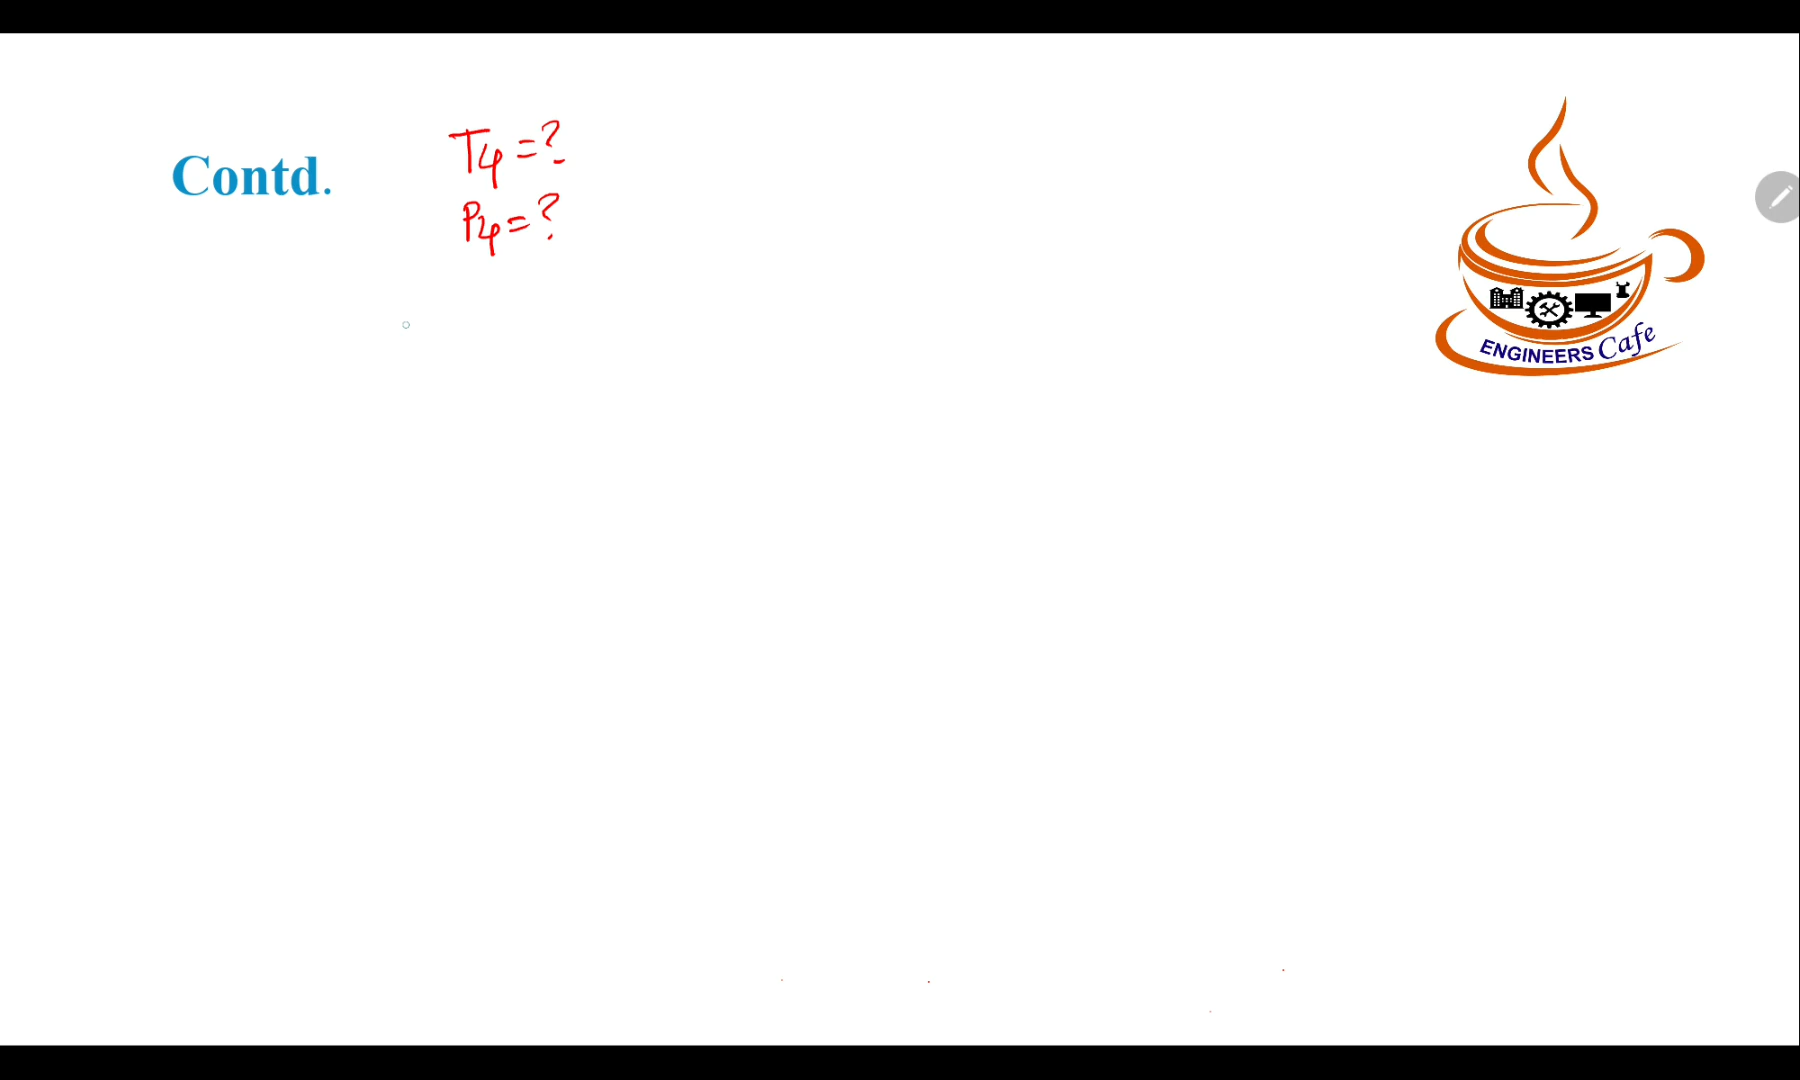 T4 = ?
Contd.
P4 = ?
ENGINEERS Cafe